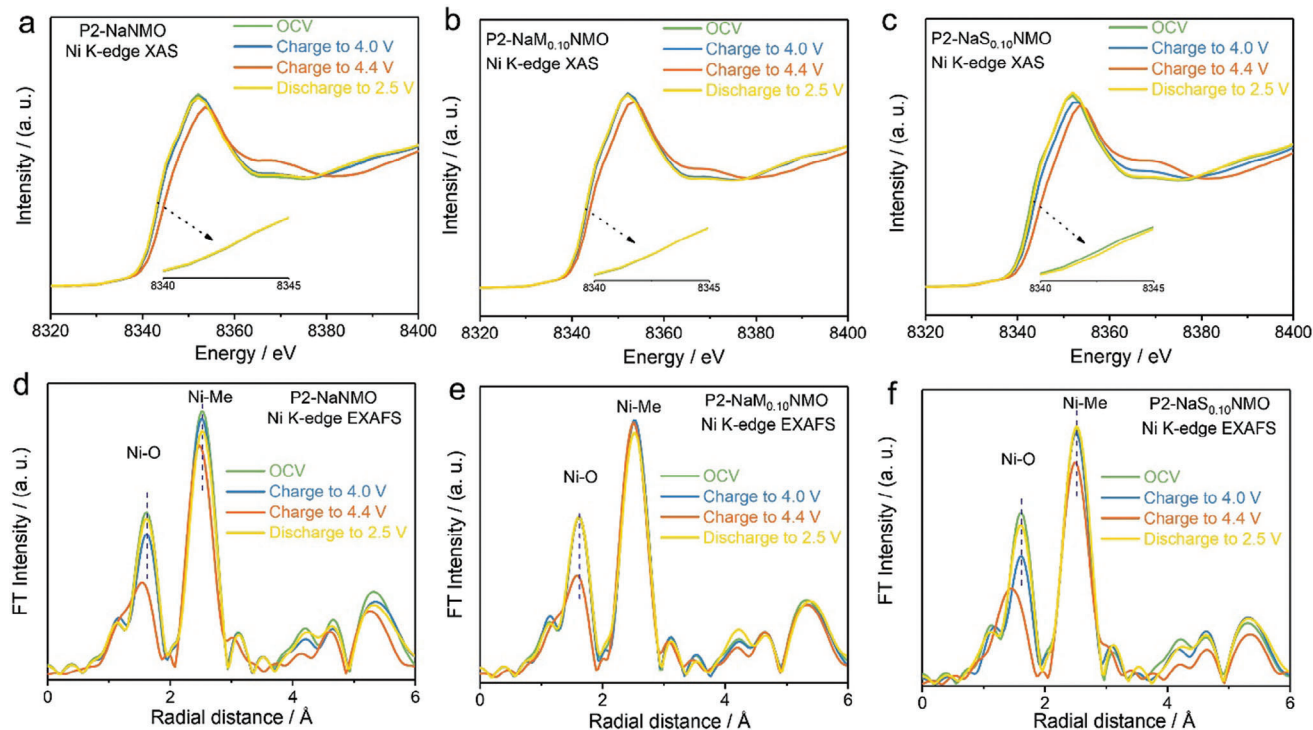 a
P2-NaNMO
Ni K-edge XAS
OCV
Charge to 4.0 V
Charge to 4.4 V
Discharge to 2.5 V
Intensity / (a. u.)
8340
8345
8320
8340
8360
8380
8400
Energy / eV
b
P2-NaM0.10NMO
Ni K-edge XAS
OCV
Charge to 4.0 V
Charge to 4.4 V
Discharge to 2.5 V
Intensity / (a. u.)
8340
8345
8320
8340
8360
8380
8400
Energy / eV
c
P2-NaS0.10NMO
Ni K-edge XAS
OCV
Charge to 4.0 V
Charge to 4.4 V
Discharge to 2.5 V
Intensity / (a. u.)
8340
8345
8320
8340
8360
8380
8400
Energy / eV
d
Ni-Me
P2-NaNMO
Ni K-edge EXAFS
Ni-O
OCV
Charge to 4.0 V
Charge to 4.4 V
Discharge to 2.5 V
FT Intensity / (a. u.)
0
2
4
6
Radial distance / Å
e
Ni-Me
P2-NaM0.10NMO
Ni K-edge EXAFS
Ni-O
OCV
Charge to 4.0 V
Charge to 4.4 V
Discharge to 2.5 V
FT Intensity / (a. u.)
0
2
4
6
Radial distance / Å
f
Ni-Me
P2-NaS0.10NMO
Ni K-edge EXAFS
Ni-O
OCV
Charge to 4.0 V
Charge to 4.4 V
Discharge to 2.5 V
FT Intensity / (a. u.)
0
2
4
6
Radial distance / Å